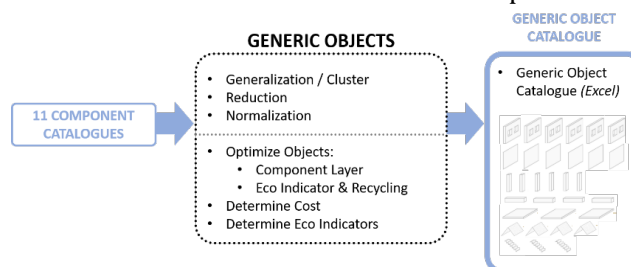 GENERIC OBJECT
CATALOGUE
GENERIC OBJECTS
• Generalization / Cluster
• Reduction
• Normalization
• Optimize Objects:
• Component Layer
• Eco Indicator & Recycling
• Determine Cost
• Determine Eco Indicators
11 COMPONENT
CATALOGUES
• Generic Object
Catalogue (Excel)